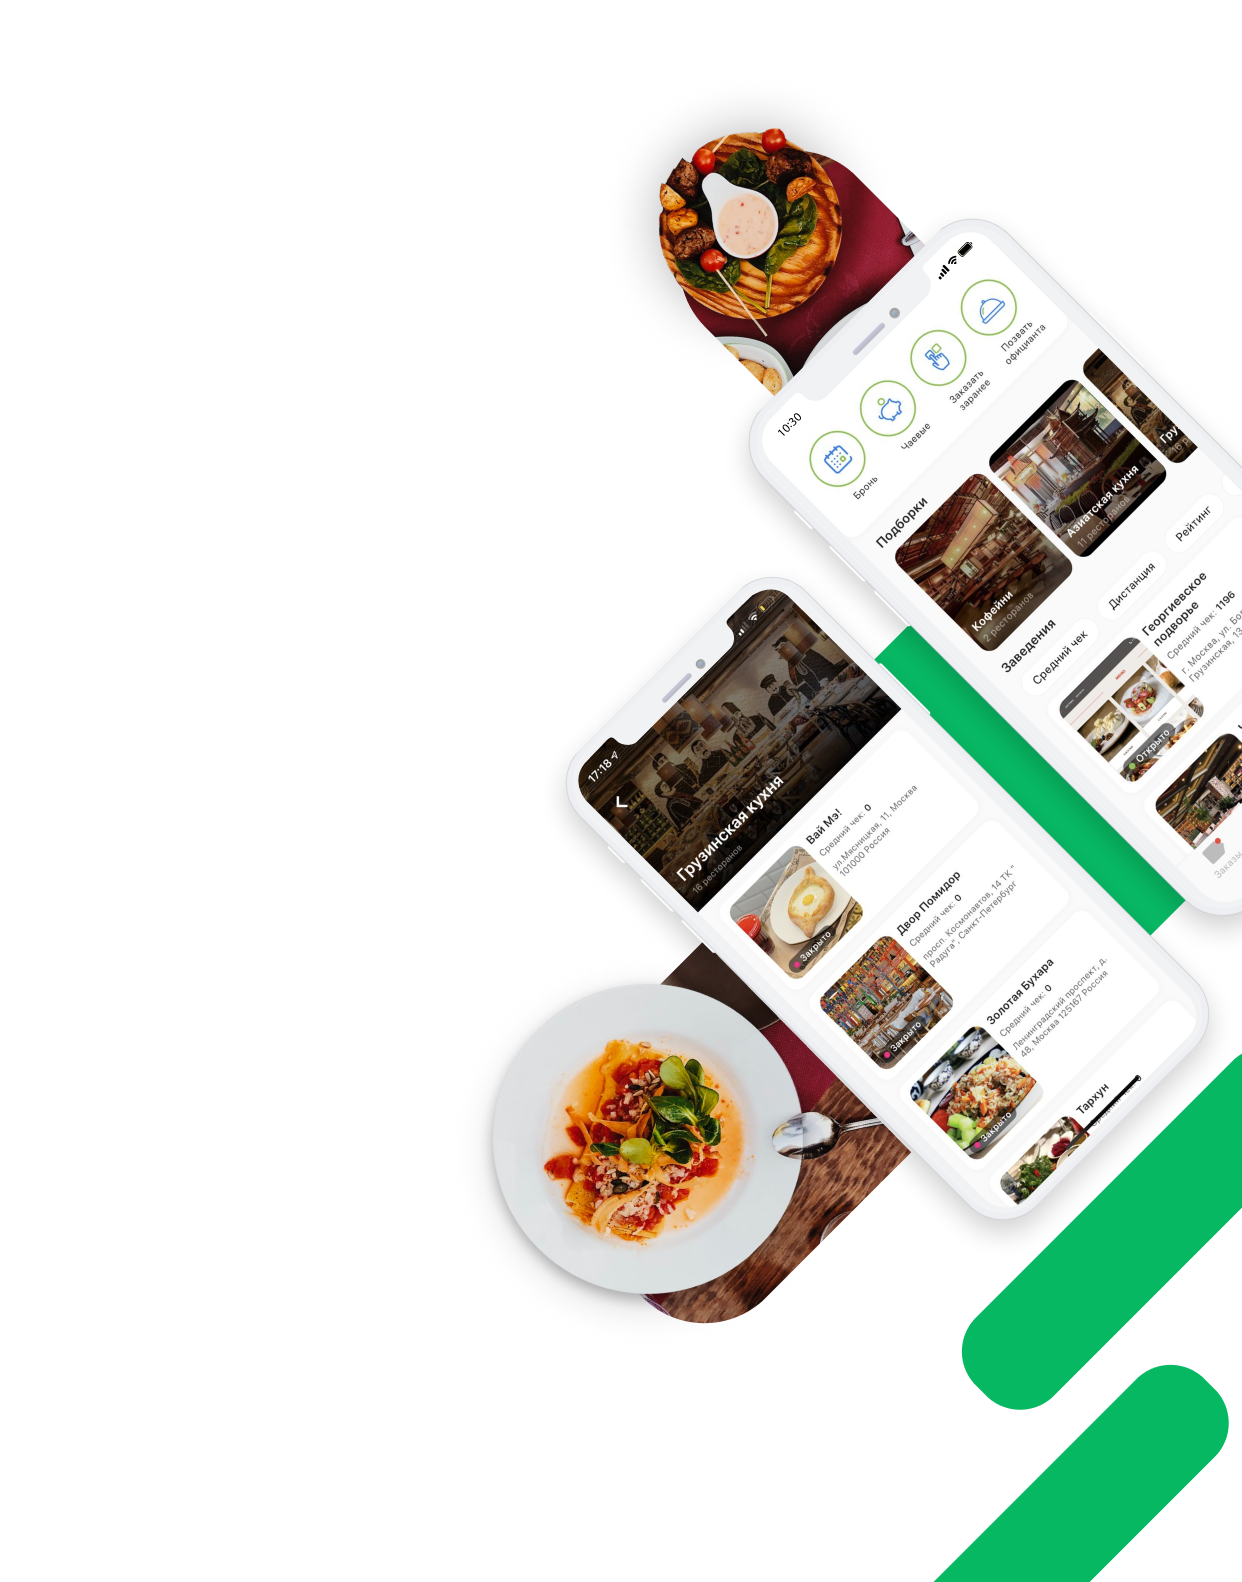 10:30
Бронь
Чаевые
Заказать
заранее
Позвать
официанта
Подборки
Кофейни
2 ресторанов
Азиатская кухня
11 ресторанов
Заведения
Средний чек
Дистанция
Рейтинг
Георгиевское
подворье
Средний чек: 1196
г. Москва, ул.
Грузинская, 13
Открыто
Заказы
17:18
Грузинская кухня
16 ресторанов
Вай Мэ!
Средний чек: 0
ул.Мясницкая, 11, Москва
101000 Россия
Закрыто
Двор Помидор
Средний чек: 0
просп. Космонавтов, 14 ТК "
Радуга", Санкт-Петербург
Закрыто
Золотая Бухара
Средний чек: 0
Ленинградский проспект, д.
48, Москва 125167 Россия
Закрыто
Тархун